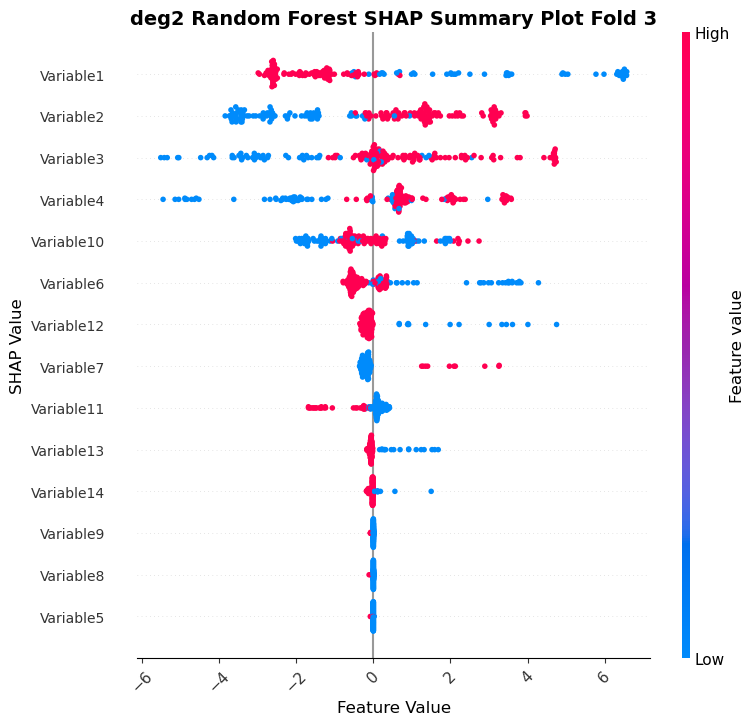 deg2 Random Forest SHAP Summary Plot Fold 3
High
Variable1
Variable2
Variable3
Variable4
Variable10
Variable6
Variable12
Variable7
Variable11
Variable13
Variable14
Variable9
Variable8
Variable5
SHAP Value
Feature value
Low
−6
−4
−2
0
2
4
6
Feature Value